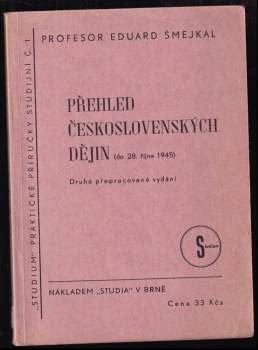 PROFESOR EDUARD ŠMEJKAL
„STUDIUM" PRAKTICKÉ PŘÍRUČKY STUDIJNÍ Č. 1
PŘEHLED
ČESKOSLOVENSKÝCH
DĚJIN (do 28. října 1945)
Druhé přepracované vydání
Studium
NÁKLADEM „STUDIA" V BRNĚ
Cena 33 Kčs